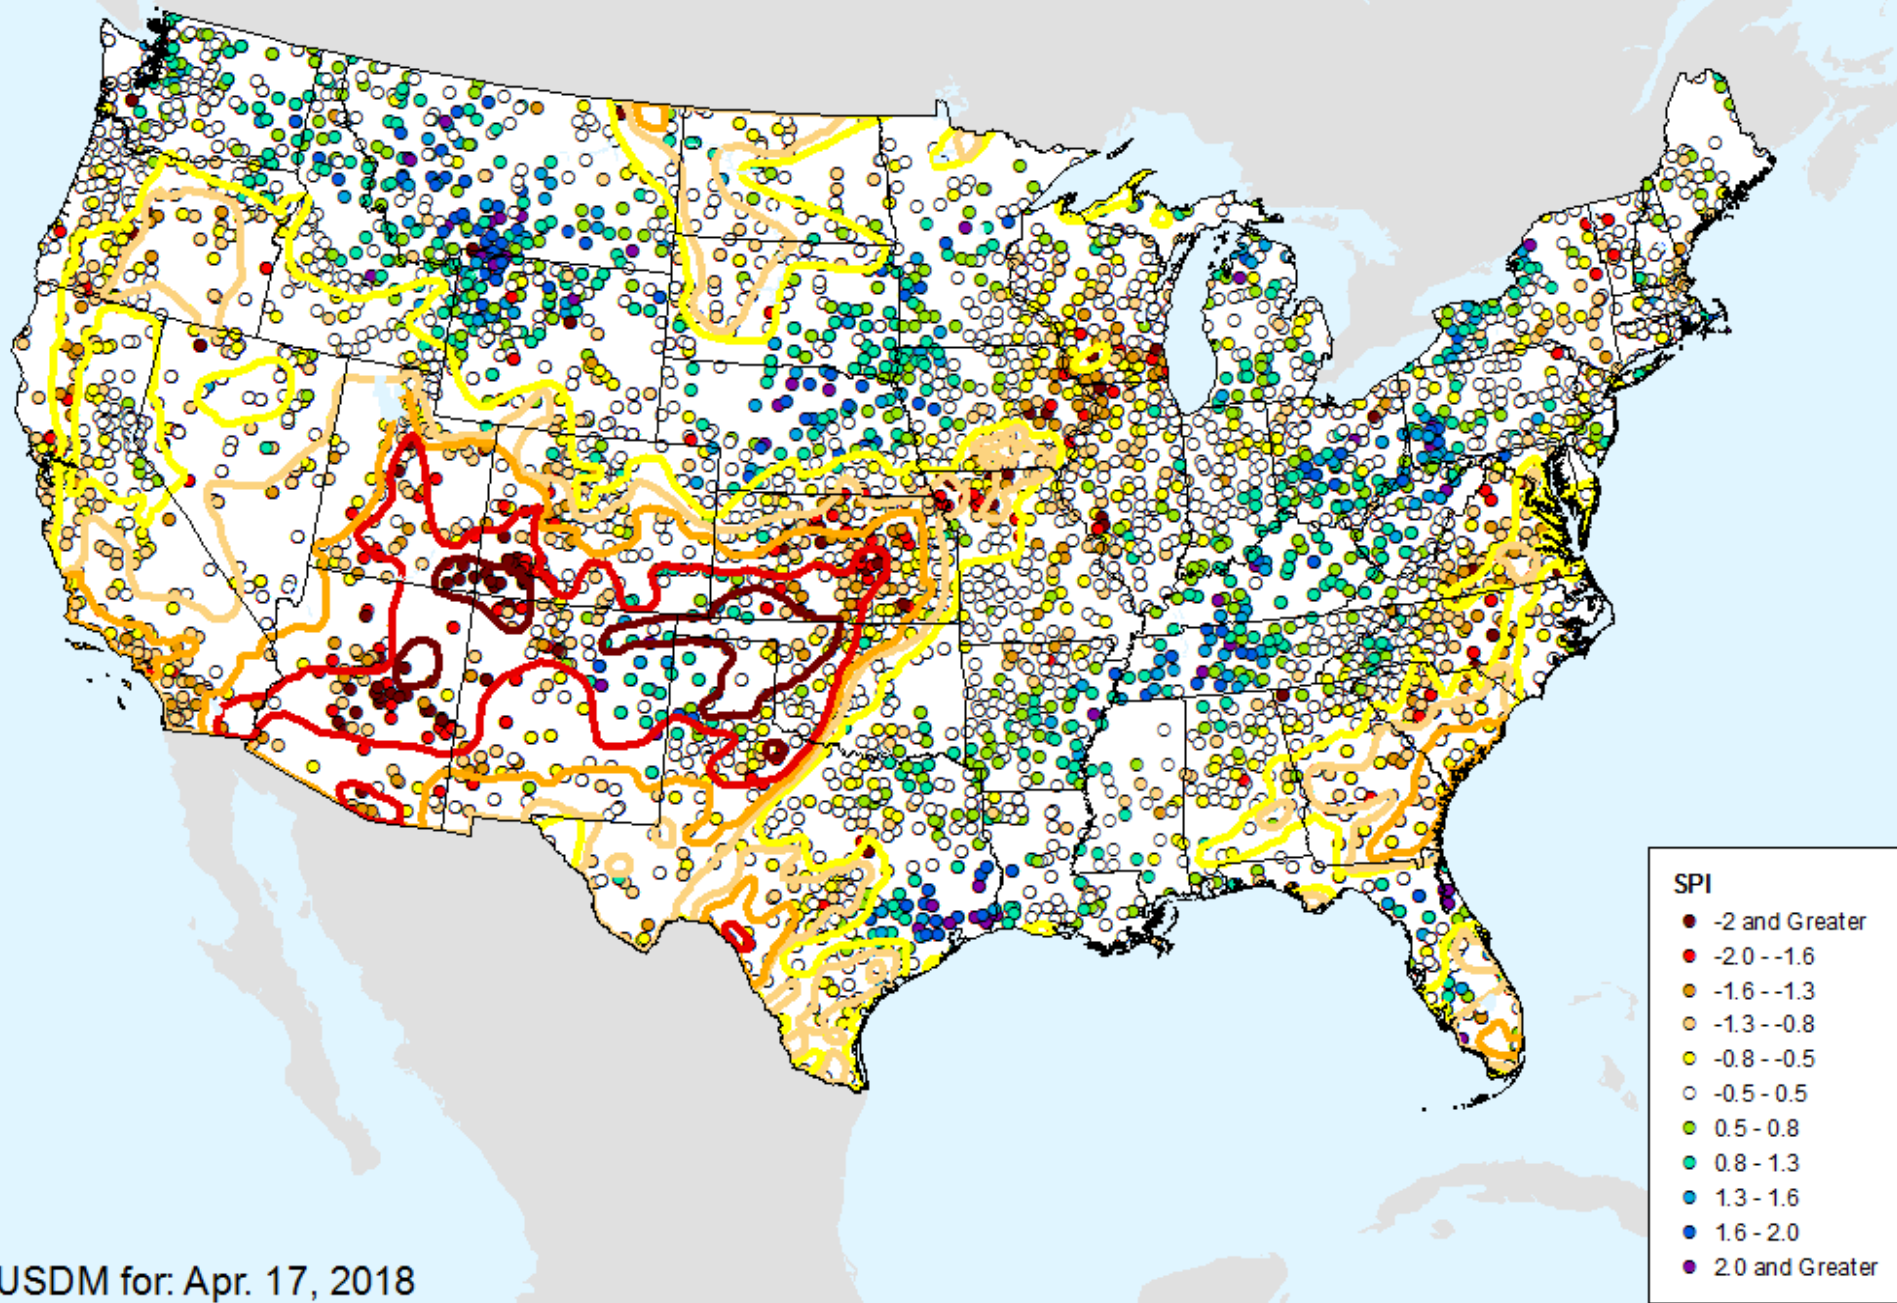 SPI
-2 and Greater
-2.0 - -1.6
-1.6 - -1.3
-1.3 - -0.8
-0.8 - -0.5
-0.5 - 0.5
0.5 - 0.8
0.8 - 1.3
1.3 - 1.6
1.6 - 2.0
2.0 and Greater
USDM for: Apr. 17, 2018